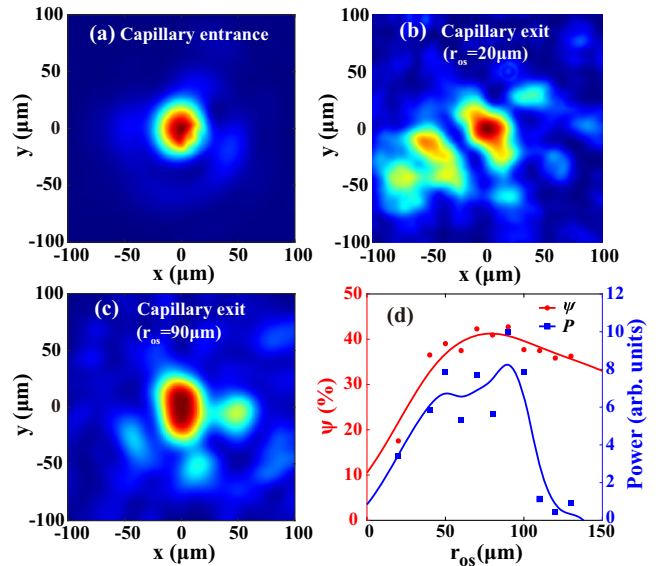 (a) Capillary entrance
100
50
0
-50
-100
y (μm)
-100 -50 0 50 100
x (μm)
(b) Capillary exit
(ros=20μm)
100
50
0
-50
-100
y (μm)
-100 -50 0 50 100
x (μm)
(c) Capillary exit
(ros=90μm)
100
50
0
-50
-100
y (μm)
-100 -50 0 50 100
x (μm)
(d)
ψ
P
50
40
30
20
10
0
ψ (%)
12
10
8
6
4
2
0
Power (arb. units)
0 50 100 150
ros(μm)